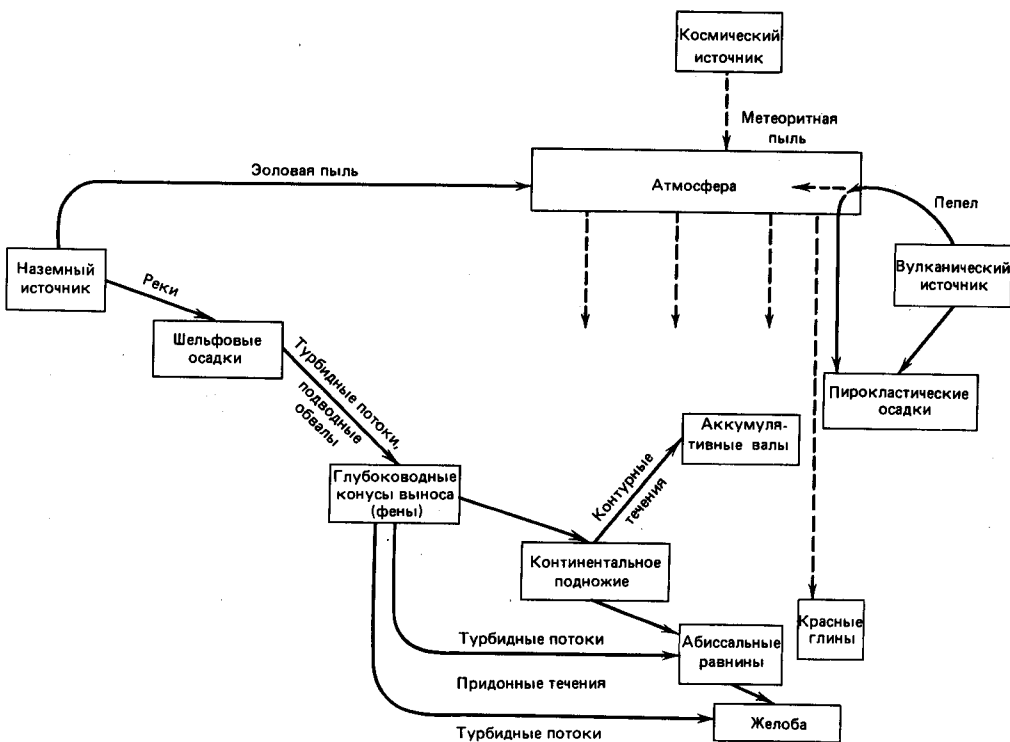 Космический
источник
Метеоритная
пыль
Эоловая пыль
Атмосфера
Пепел
Наземный
источник
Реки
Вулканический
источник
Шельфовые
осадки
Турбидные потоки,
подводные
обвалы
Пирокластические
осадки
Аккумуля-
тивные валы
Глубоководные
конусы выноса
(фены)
Контурные
течения
Континентальное
подножие
Красные
глины
Турбидные потоки
Абиссальные
равнины
Придонные течения
Желоба
Турбидные потоки